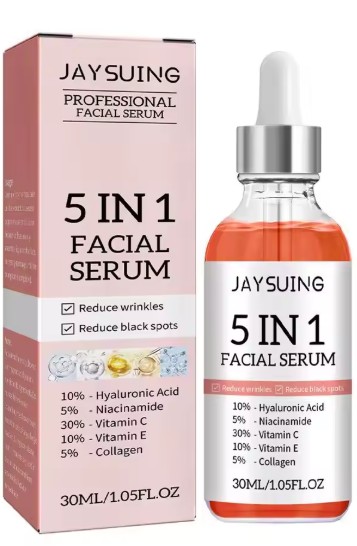 JAYSUING
PROFESSIONAL
FACIAL SERUM
5 IN 1
FACIAL
SERUM
Reduce wrinkles
Reduce black spots
10% - Hyaluronic Acid
5% - Niacinamide
30% - Vitamin C
10% - Vitamin E
5% - Collagen
30ML/1.05FL.OZ
JAYSUING
5 IN 1
FACIAL SERUM
Reduce wrinkles Reduce black spots
10% - Hyaluronic Acid
5% - Niacinamide
30% - Vitamin C
10% - Vitamin E
5% - Collagen
30ML/1.05FL.OZ